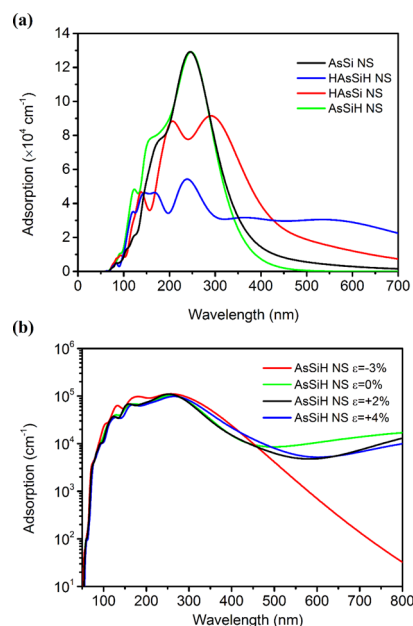 (a)
14
12
10
8
6
4
2
0
Adsorption (×10⁴ cm⁻¹)
AsSi NS
HAsSiH NS
HAsSi NS
AsSiH NS
0 100 200 300 400 500 600 700
Wavelength (nm)
(b)
10⁶
10⁵
10⁴
10³
10²
10¹
Adsorption (cm⁻¹)
AsSiH NS ε=-3%
AsSiH NS ε=0%
AsSiH NS ε=+2%
AsSiH NS ε=+4%
100 200 300 400 500 600 700 800
Wavelength (nm)